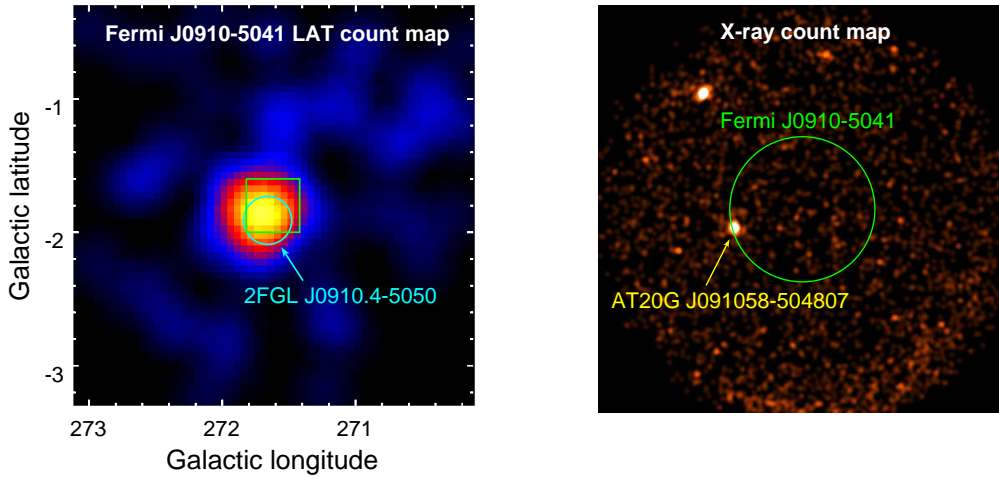 Fermi J0910-5041 LAT count map
2FGL J0910.4-5050
-1
-2
-3
273
272
271
Galactic latitude
Galactic longitude
X-ray count map
Fermi J0910-5041
AT20G J091058-504807